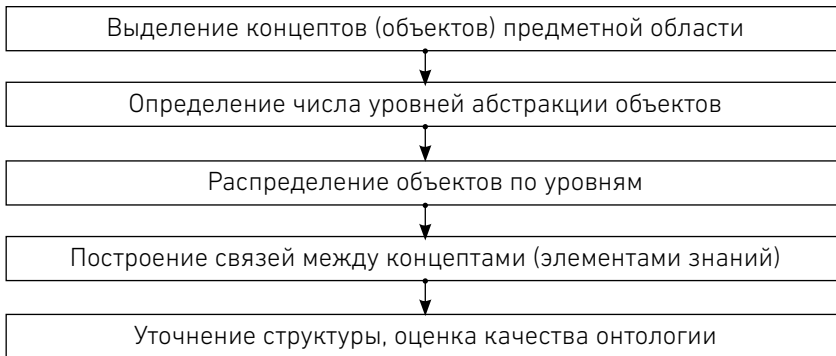 Выделение концептов (объектов) предметной области
Определение числа уровней абстракции объектов
Распределение объектов по уровням
Построение связей между концептами (элементами знаний)
Уточнение структуры, оценка качества онтологии